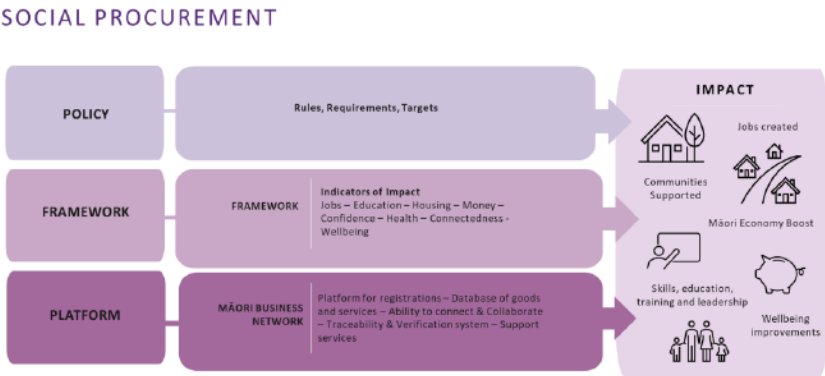 SOCIAL PROCUREMENT
POLICY
Rules, Requirements, Targets
FRAMEWORK
FRAMEWORK
Indicators of Impact
Jobs – Education – Housing – Money –
Confidence – Health – Connectedness -
Wellbeing
PLATFORM
MĀORI BUSINESS
NETWORK
Platform for registrations – Database of goods
and services – Ability to connect & Collaborate
– Traceability & Verification system – Support
services
IMPACT
Jobs created
Communities
Supported
Māori Economy Boost
Skills, education,
training and leadership
Wellbeing
improvements